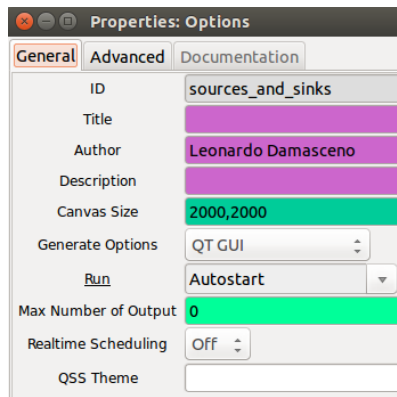 Properties: Options
General Advanced Documentation
ID sources_and_sinks
Title
Author Leonardo Damasceno
Description
Canvas Size 2000,2000
Generate Options QT GUI
Run Autostart
Max Number of Output 0
Realtime Scheduling Off
QSS Theme